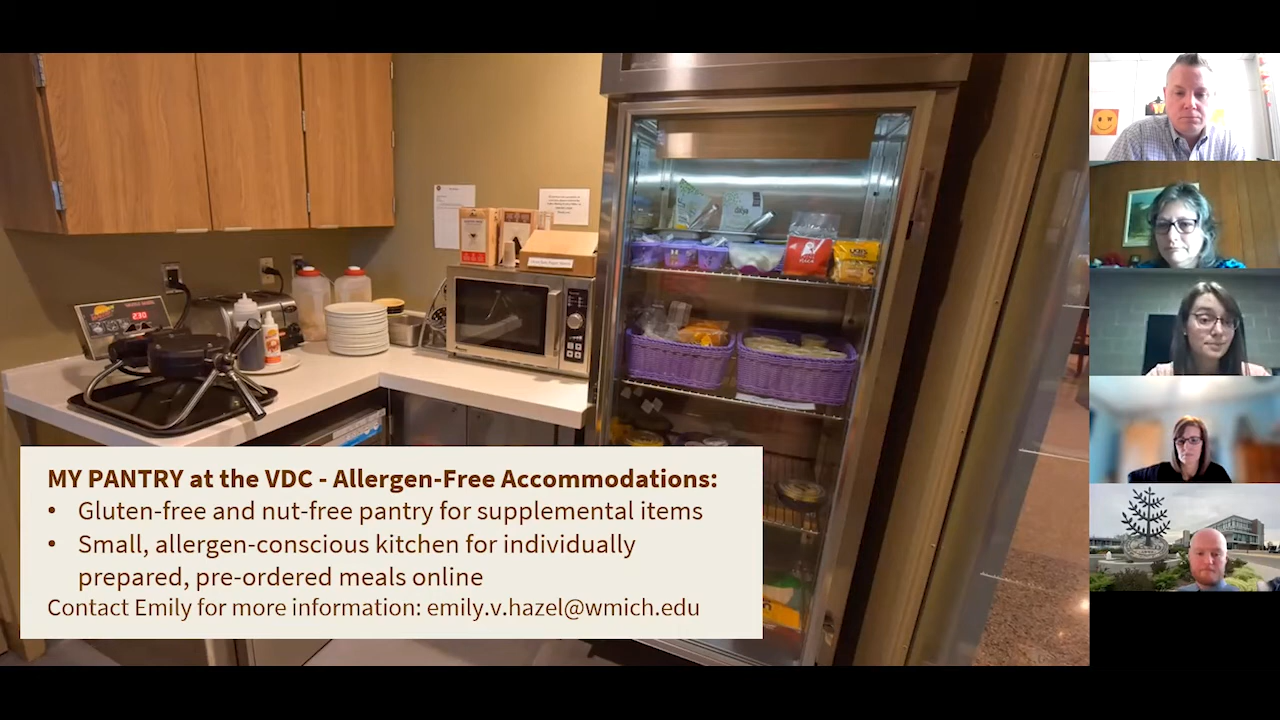 MY PANTRY at the VDC - Allergen-Free Accommodations:
• Gluten-free and nut-free pantry for supplemental items
• Small, allergen-conscious kitchen for individually
prepared, pre-ordered meals online
Contact Emily for more information: emily.v.hazel@wmich.edu